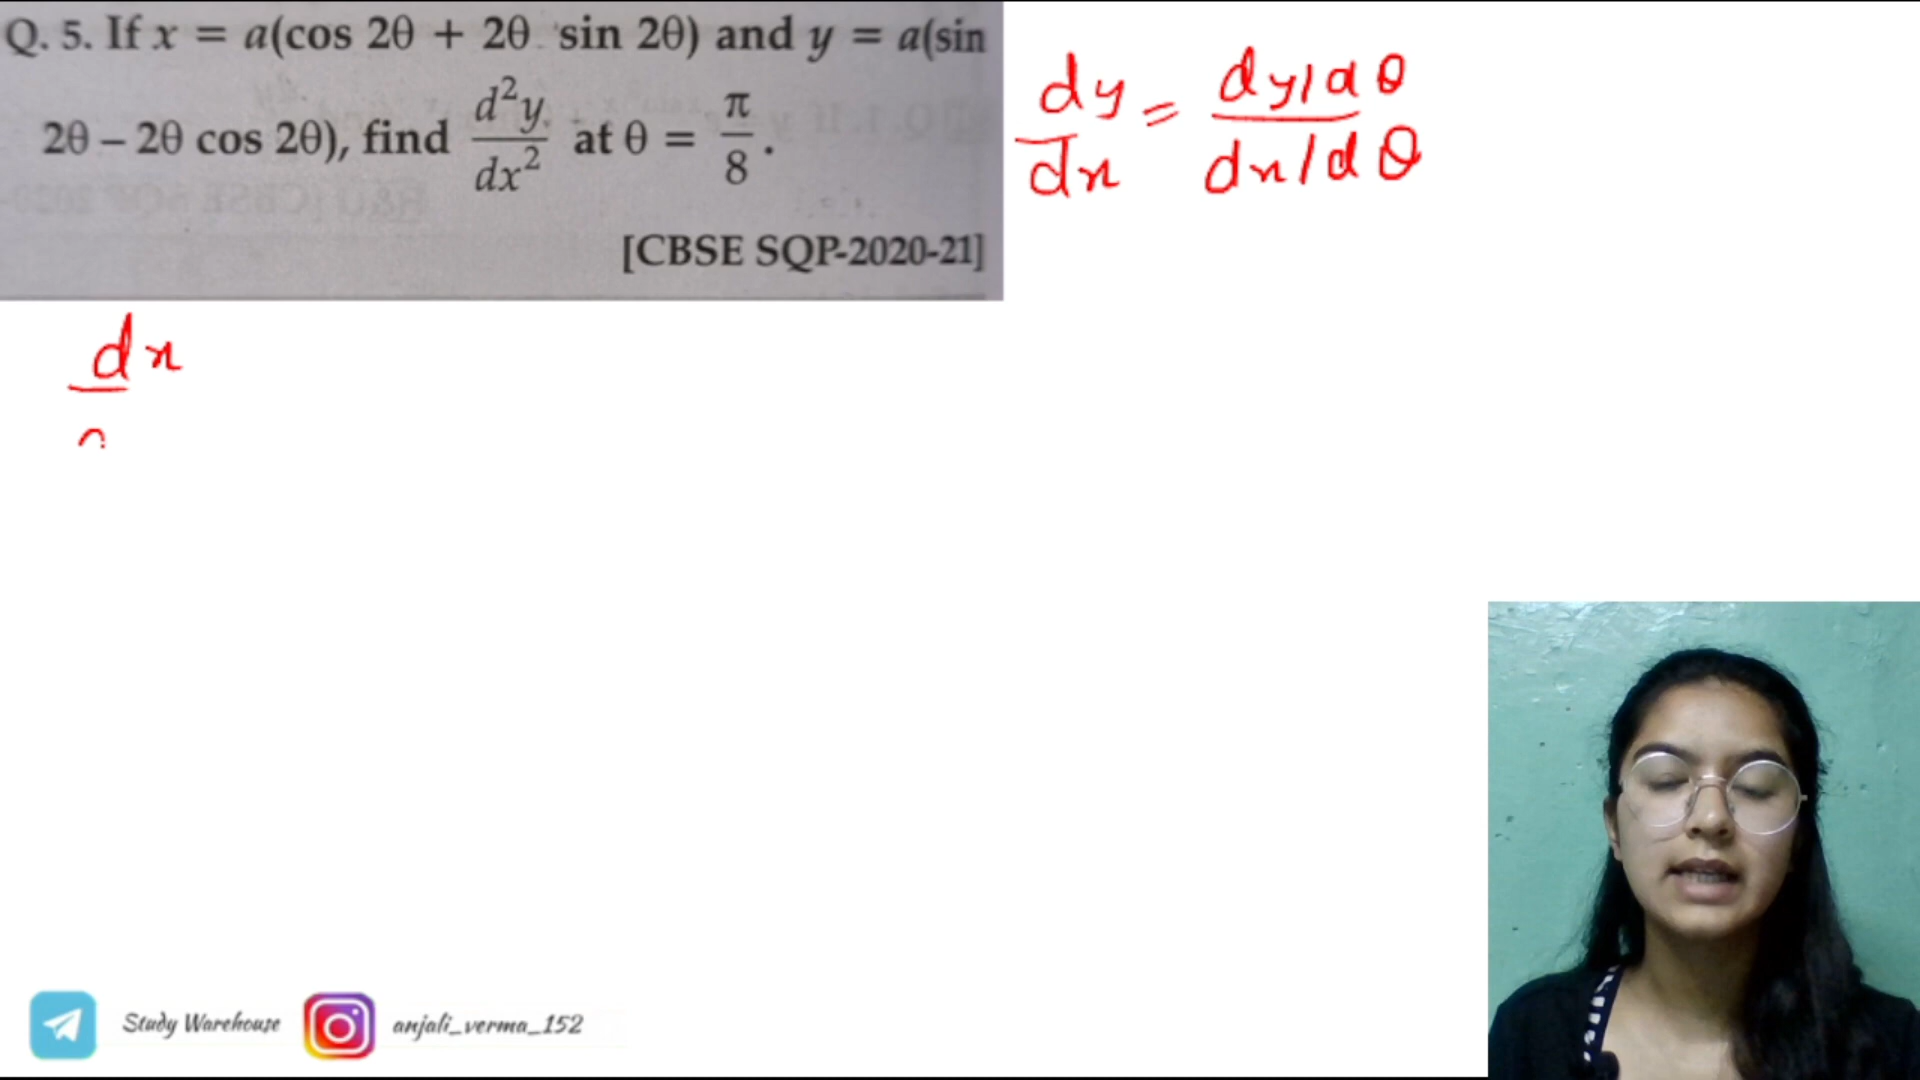 Q. 5. If x = a(cos 2θ + 2θ sin 2θ) and y = a(sin
2θ – 2θ cos 2θ), find d²y/dx² at θ = π/8.
[CBSE SQP-2020-21]
dy/dx = dy/dθ / dx/dθ
dx
Study Warehouse
anjali_verma_152